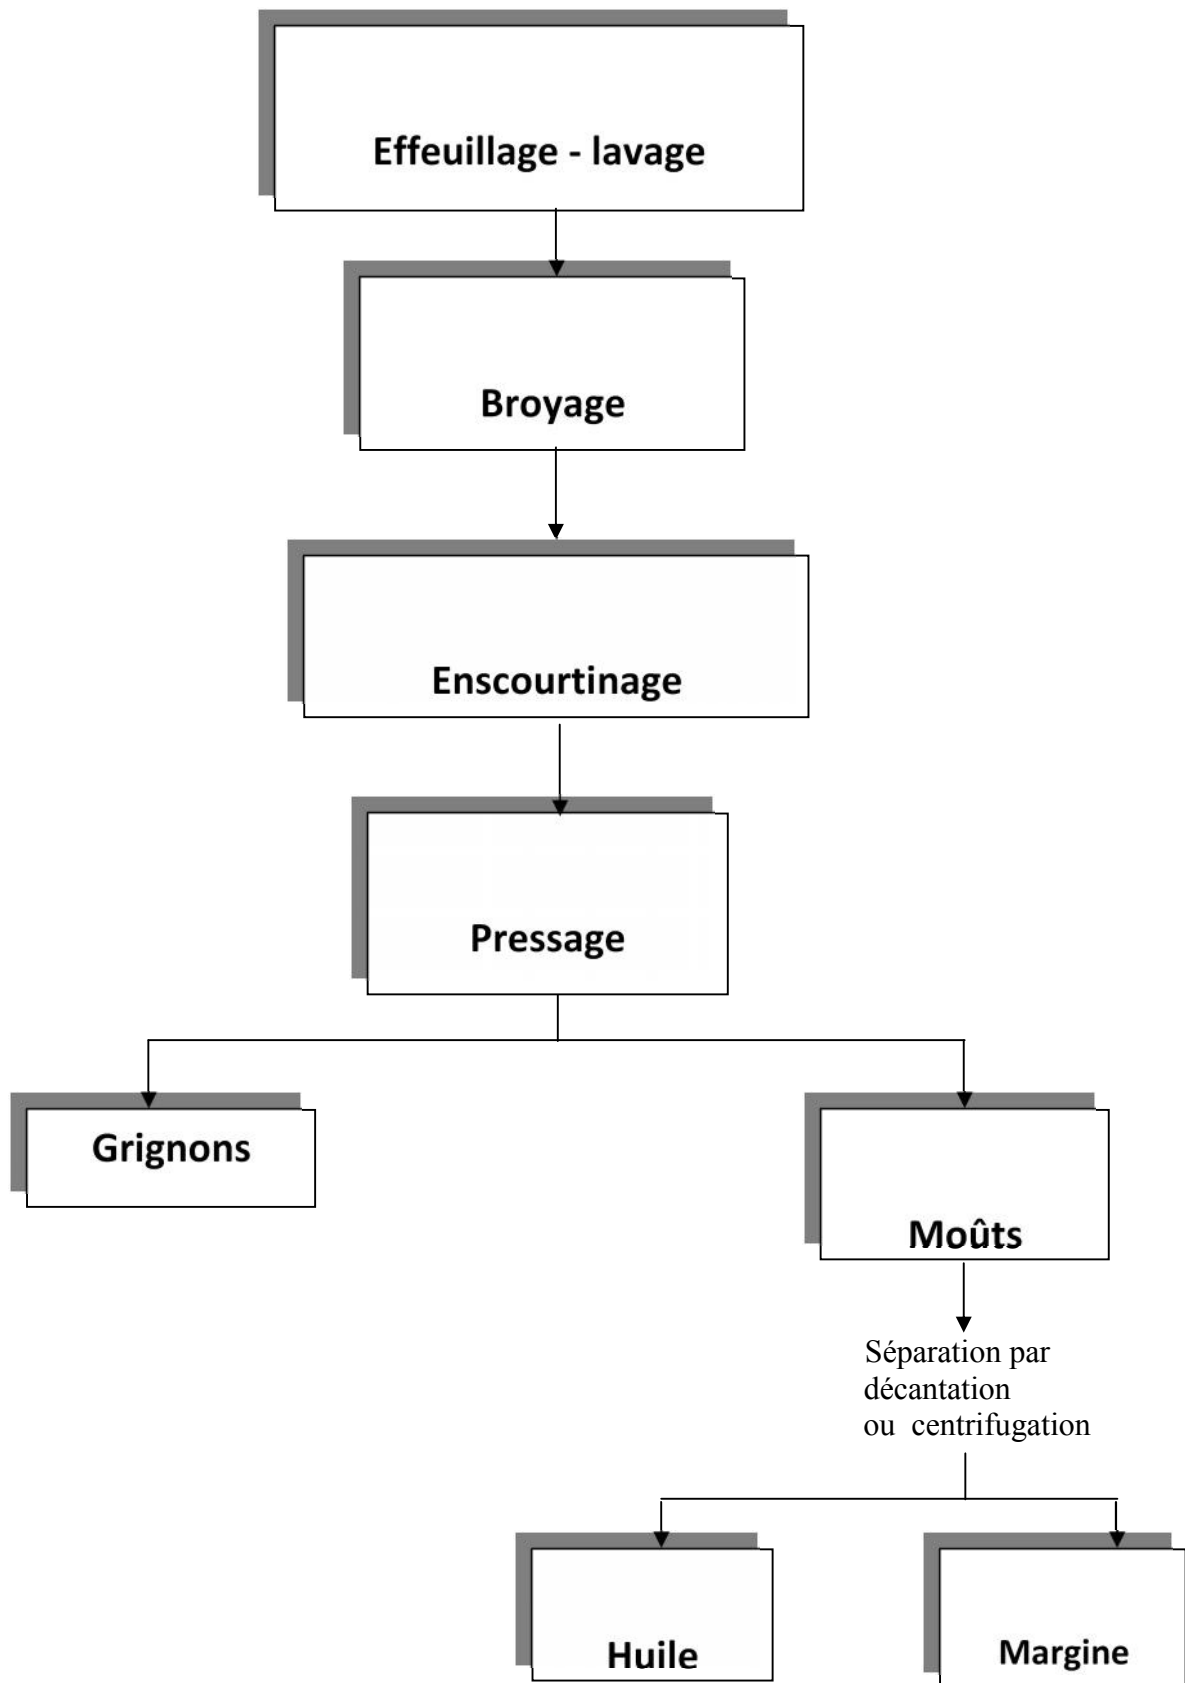 Effeuillage - lavage
Broyage
Enscourtinage
Pressage
Grignons
Moûts
Séparation par
décantation
ou centrifugation
Huile
Margine